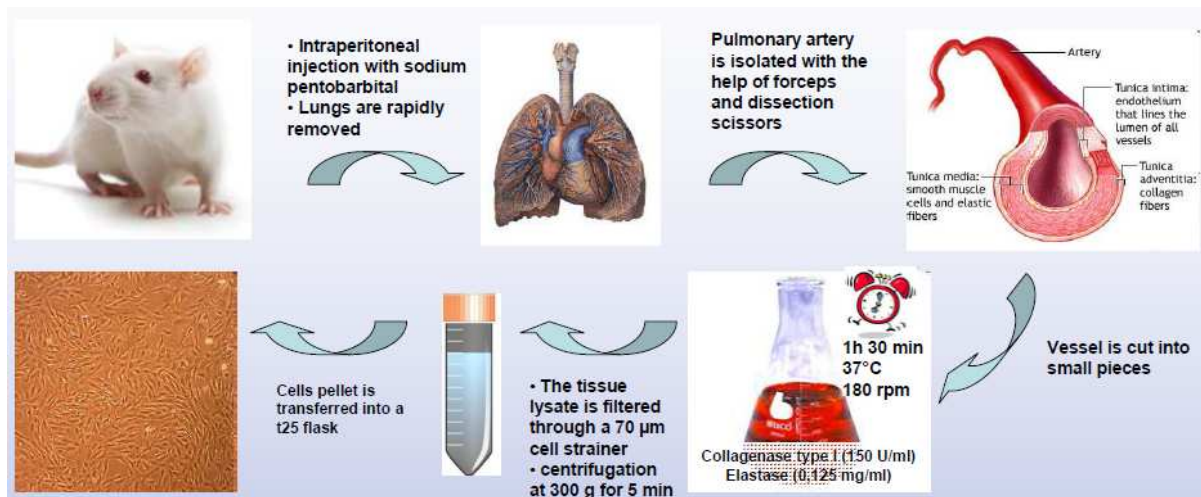 • Intraperitoneal
injection with sodium
pentobarbital
• Lungs are rapidly
removed
Pulmonary artery
is isolated with the
help of forceps
and dissection
scissors
Artery
Tunica intima:
endothelium
that lines the
lumen of all
vessels
Tunica media:
smooth muscle
cells and elastic
fibers
Tunica
adventitia:
collagen
fibers
Vessel is cut into
small pieces
1h 30 min
37°C
180 rpm
Collagenase type I (150 U/ml)
Elastase (0,125 mg/ml)
• The tissue
lysate is filtered
through a 70 µm
cell strainer
• centrifugation
at 300 g for 5 min
Cells pellet is
transferred into a
t25 flask